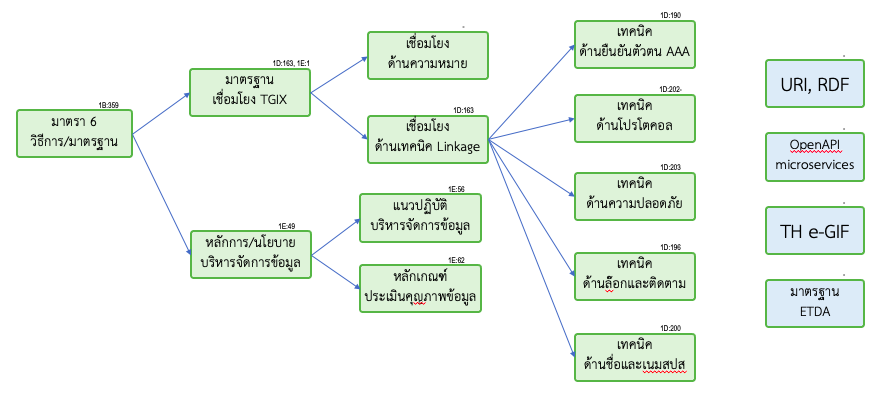 1B:359
มาตรา 6
วิธีการ/มาตรฐาน
1D:163, 1E:1
มาตรฐาน
เชื่อมโยง TGIX
1E:49
หลักการ/นโยบาย
บริหารจัดการข้อมูล
เชื่อมโยง
ด้านความหมาย
1D:163
เชื่อมโยง
ด้านเทคนิค Linkage
1E:56
แนวปฏิบัติ
บริหารจัดการข้อมูล
1E:62
หลักเกณฑ์
ประเมินคุญภาพข้อมูล
1D:190
เทคนิค
ด้านยืนยันตัวตน AAA
1D:202-
เทคนิค
ด้านโปรโตคอล
1D:203
เทคนิค
ด้านความปลอดภัย
1D:196
เทคนิค
ด้านล๊อกและติดตาม
1D:200
เทคนิค
ด้านชื่อและเนมสปส
URI, RDF
OpenAPI
microservices
TH e-GIF
มาตรฐาน
ETDA